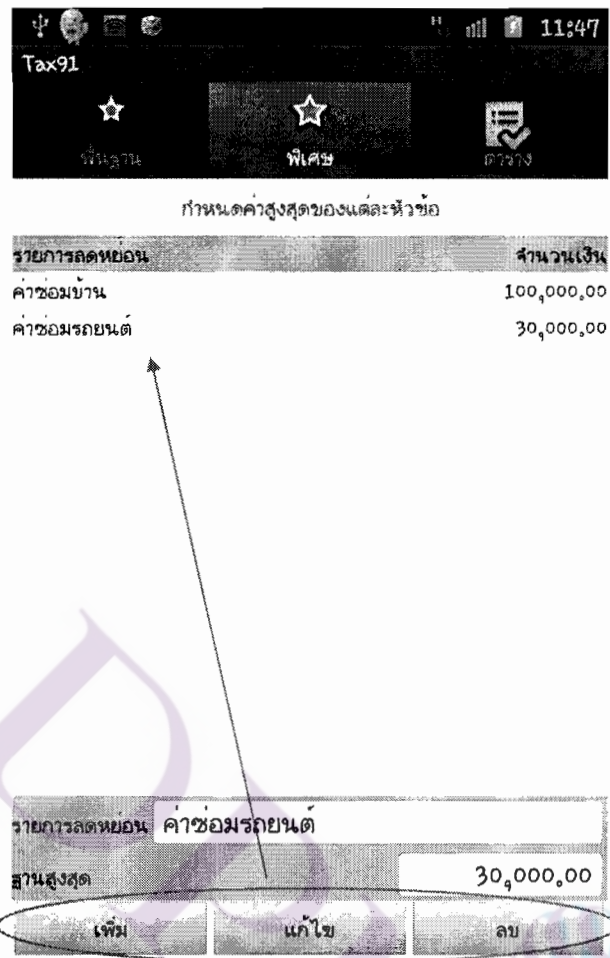 11:47
Tax91
พื้นฐาน พิเศษ ตาราง
กำหนดค่าสูงสุดของแต่ละหัวข้อ
รายการลดหย่อน จำนวนเงิน
ค่าซ่อมบ้าน 100,000.00
ค่าซ่อมรถยนต์ 30,000.00
รายการลดหย่อน ค่าซ่อมรถยนต์
ฐานสูงสุด 30,000.00
เพิ่ม แก้ไข ลบ